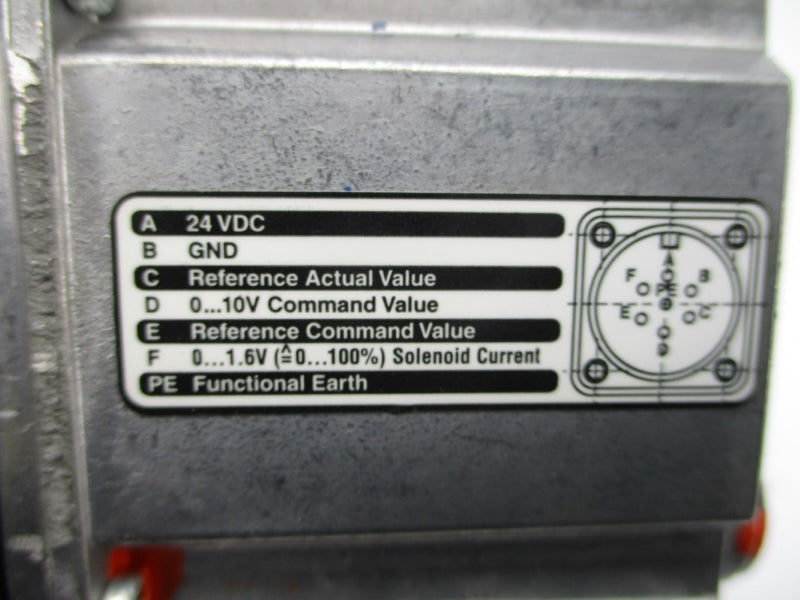 A 24 VDC
B GND
C Reference Actual Value
D 0...10V Command Value
E Reference Command Value
F 0...1.6V (≙0...100%) Solenoid Current
PE Functional Earth
A
F B
PE
E C
D